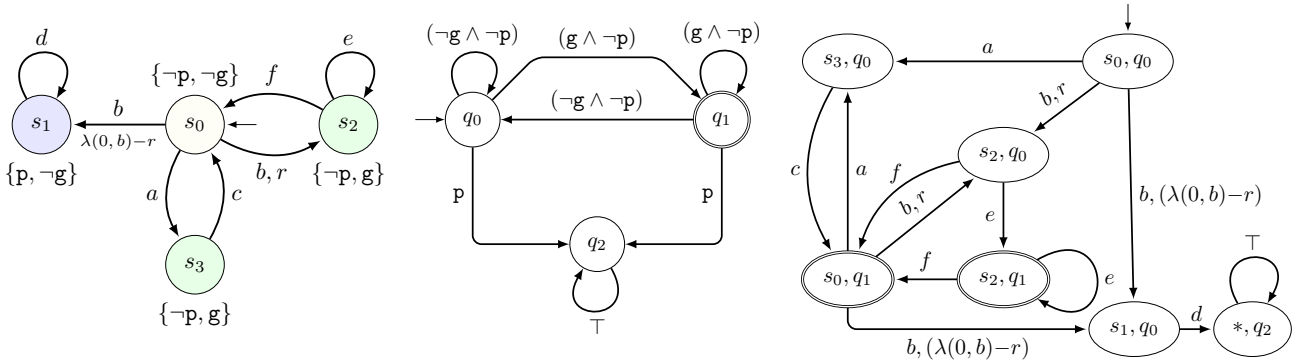 d
s₁
{p, ¬g}
b
λ(0, b)−r
{¬p, ¬g}
s₀
f
b, r
e
s₂
{¬p, g}
a
c
s₃
{¬p, g}
(¬g ∧ ¬p)
(g ∧ ¬p)
(g ∧ ¬p)
q₀
(¬g ∧ ¬p)
q₁
p
p
q₂
⊤
s₃, q₀
a
s₀, q₀
b, r
s₂, q₀
c
a
f
b, r
e
b, (λ(0, b)−r)
s₀, q₁
f
s₂, q₁
e
⊤
s₁, q₀
d
*, q₂
b, (λ(0, b)−r)